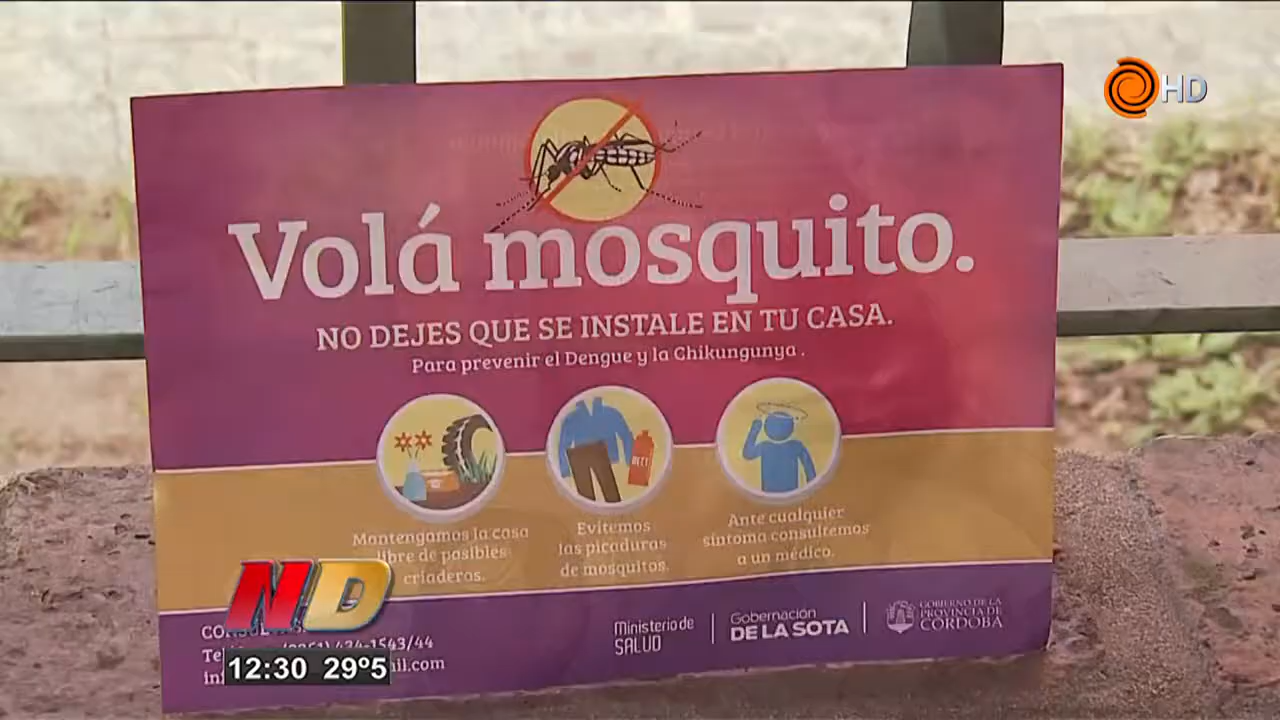 HD
Volá mosquito.
NO DEJES QUE SE INSTALE EN TU CASA.
Para prevenir el Dengue y la Chikungunya .
Mantengamos la casa
libre de posibles
criaderos.
Evitemos
las picaduras
de mosquitos.
Ante cualquier
síntoma consultemos
a un médico.
Ministerio de
SALUD
Gobernación
DE LA SOTA
GOBIERNO DE LA
PROVINCIA DE
CÓRDOBA
ND
12:30 29º5